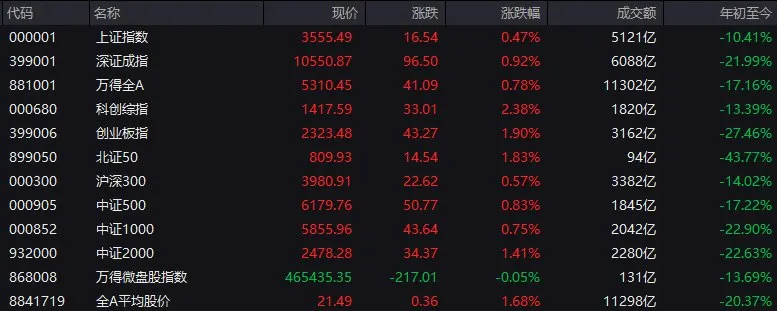 代码 名称 现价 涨跌 涨跌幅 成交额 年初至今
000001 上证指数 3555.49 16.54 0.47% 5121亿 -10.41%
399001 深证成指 10550.87 96.50 0.92% 6088亿 -21.99%
881001 万得全A 5310.45 41.09 0.78% 11302亿 -17.16%
000680 科创综指 1417.59 33.01 2.38% 1820亿 -13.39%
399006 创业板指 2323.48 43.27 1.90% 3162亿 -27.46%
899050 北证50 809.93 14.54 1.83% 94亿 -43.77%
000300 沪深300 3980.91 22.62 0.57% 3382亿 -14.02%
000905 中证500 6179.76 50.77 0.83% 1845亿 -17.22%
000852 中证1000 5855.96 43.64 0.75% 2042亿 -22.90%
932000 中证2000 2478.28 34.37 1.41% 2280亿 -22.63%
868008 万得微盘股指数 465435.35 -217.01 -0.05% 131亿 -13.69%
8841719 全A平均股价 21.49 0.36 1.68% 11298亿 -20.37%